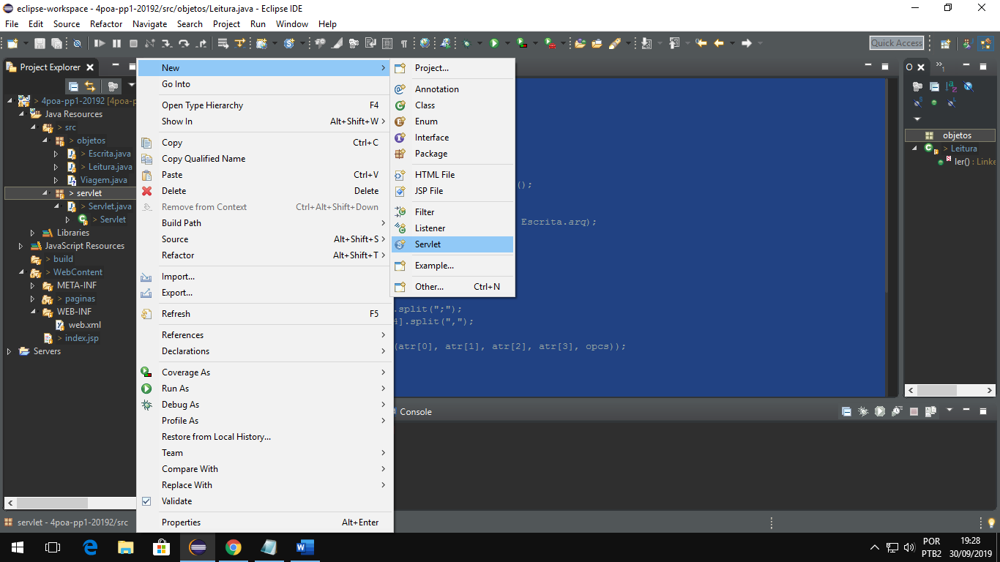 eclipse-workspace - 4poa-pp1-20192/src/objetos/Leitura.java - Eclipse IDE
File Edit Source Refactor Navigate Search Project Run Window Help
Quick Access
Project Explorer
> 4poa-pp1-20192 [4poa-p
Java Resources
> src
> objetos
> Escrita.java
> Leitura.java
Viagem.java
> servlet
> Servlet.java
> Servlet
Libraries
JavaScript Resources
> build
> WebContent
META-INF
> paginas
WEB-INF
web.xml
> index.jsp
Servers
New
Go Into
Open Type Hierarchy F4
Show In Alt+Shift+W
Copy Ctrl+C
Copy Qualified Name
Paste Ctrl+V
Delete Delete
Remove from Context Ctrl+Alt+Shift+Down
Build Path
Source Alt+Shift+S
Refactor Alt+Shift+T
Import...
Export...
Refresh F5
References
Declarations
Coverage As
Run As
Debug As
Profile As
Restore from Local History...
Team
Compare With
Replace With
Validate
Properties Alt+Enter
Project...
Annotation
Class
Enum
Interface
Package
HTML File
JSP File
Filter
Listener
Servlet
Example...
Other... Ctrl+N
();
Escrita.arq);
.split(";");
4].split(",");
(atr[0], atr[1], atr[2], atr[3], opcs));
O
objetos
> Leitura
ler() : Linke
Console
servlet - 4poa-pp1-20192/src
POR
PTB2
19:28
30/09/2019